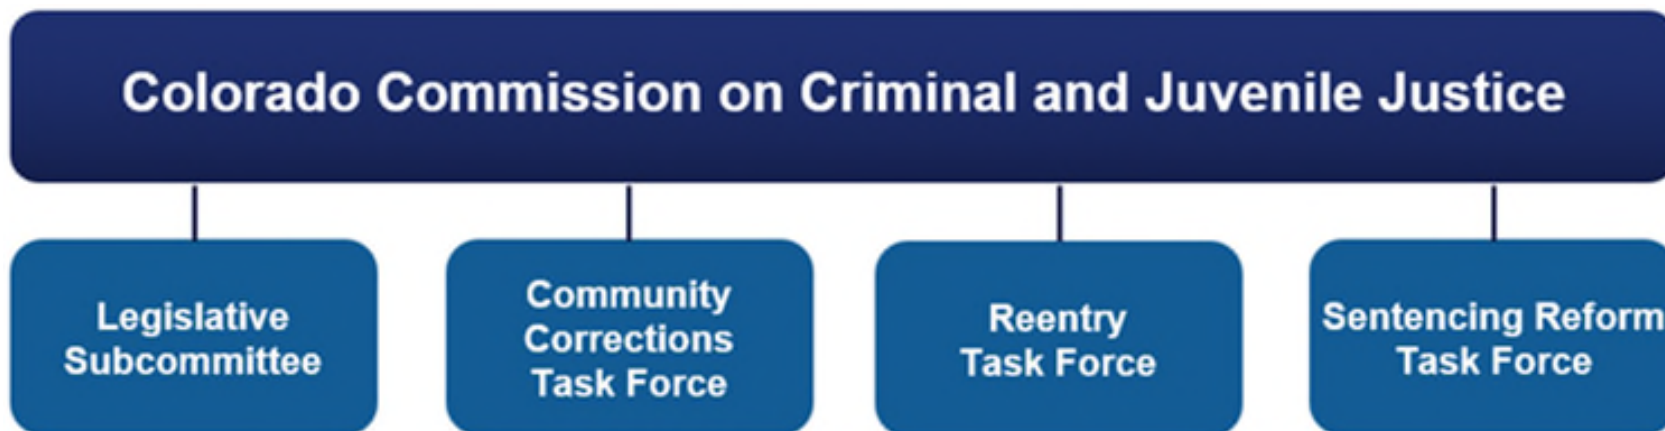 Colorado Commission on Criminal and Juvenile Justice
Legislative
Subcommittee
Community
Corrections
Task Force
Reentry
Task Force
Sentencing Reform
Task Force